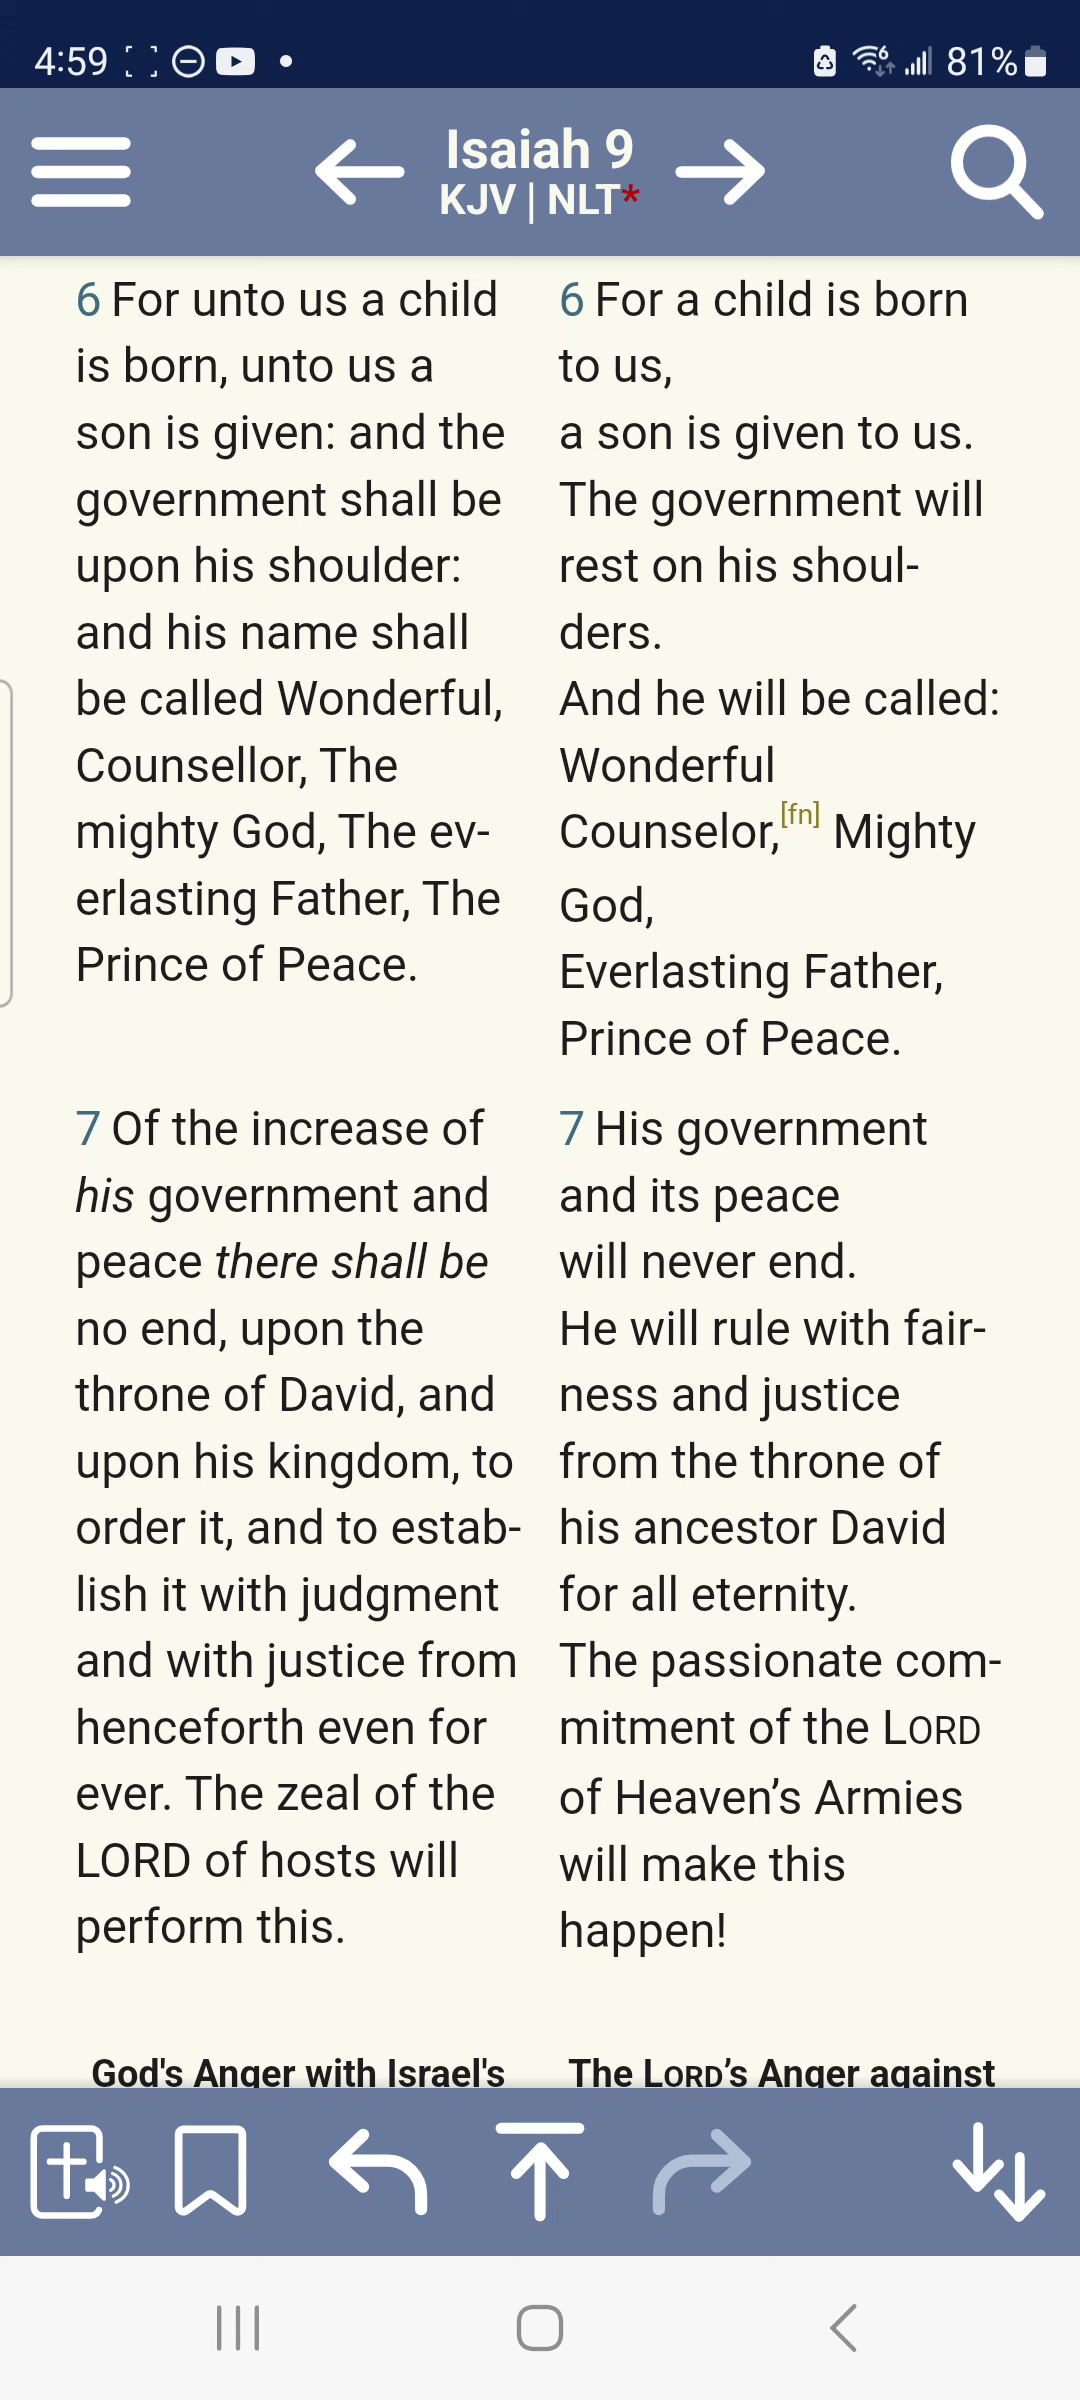 4:59
81%
Isaiah 9
KJV | NLT*
6 For unto us a child
is born, unto us a
son is given: and the
government shall be
upon his shoulder:
and his name shall
be called Wonderful,
Counsellor, The
mighty God, The ev-
erlasting Father, The
Prince of Peace.
7 Of the increase of
his government and
peace there shall be
no end, upon the
throne of David, and
upon his kingdom, to
order it, and to estab-
lish it with judgment
and with justice from
henceforth even for
ever. The zeal of the
LORD of hosts will
perform this.
God's Anger with Israel's
6 For a child is born
to us,
a son is given to us.
The government will
rest on his shoul-
ders.
And he will be called:
Wonderful
Counselor,[fn] Mighty
God,
Everlasting Father,
Prince of Peace.
7 His government
and its peace
will never end.
He will rule with fair-
ness and justice
from the throne of
his ancestor David
for all eternity.
The passionate com-
mitment of the LORD
of Heaven’s Armies
will make this
happen!
The LORD’s Anger against